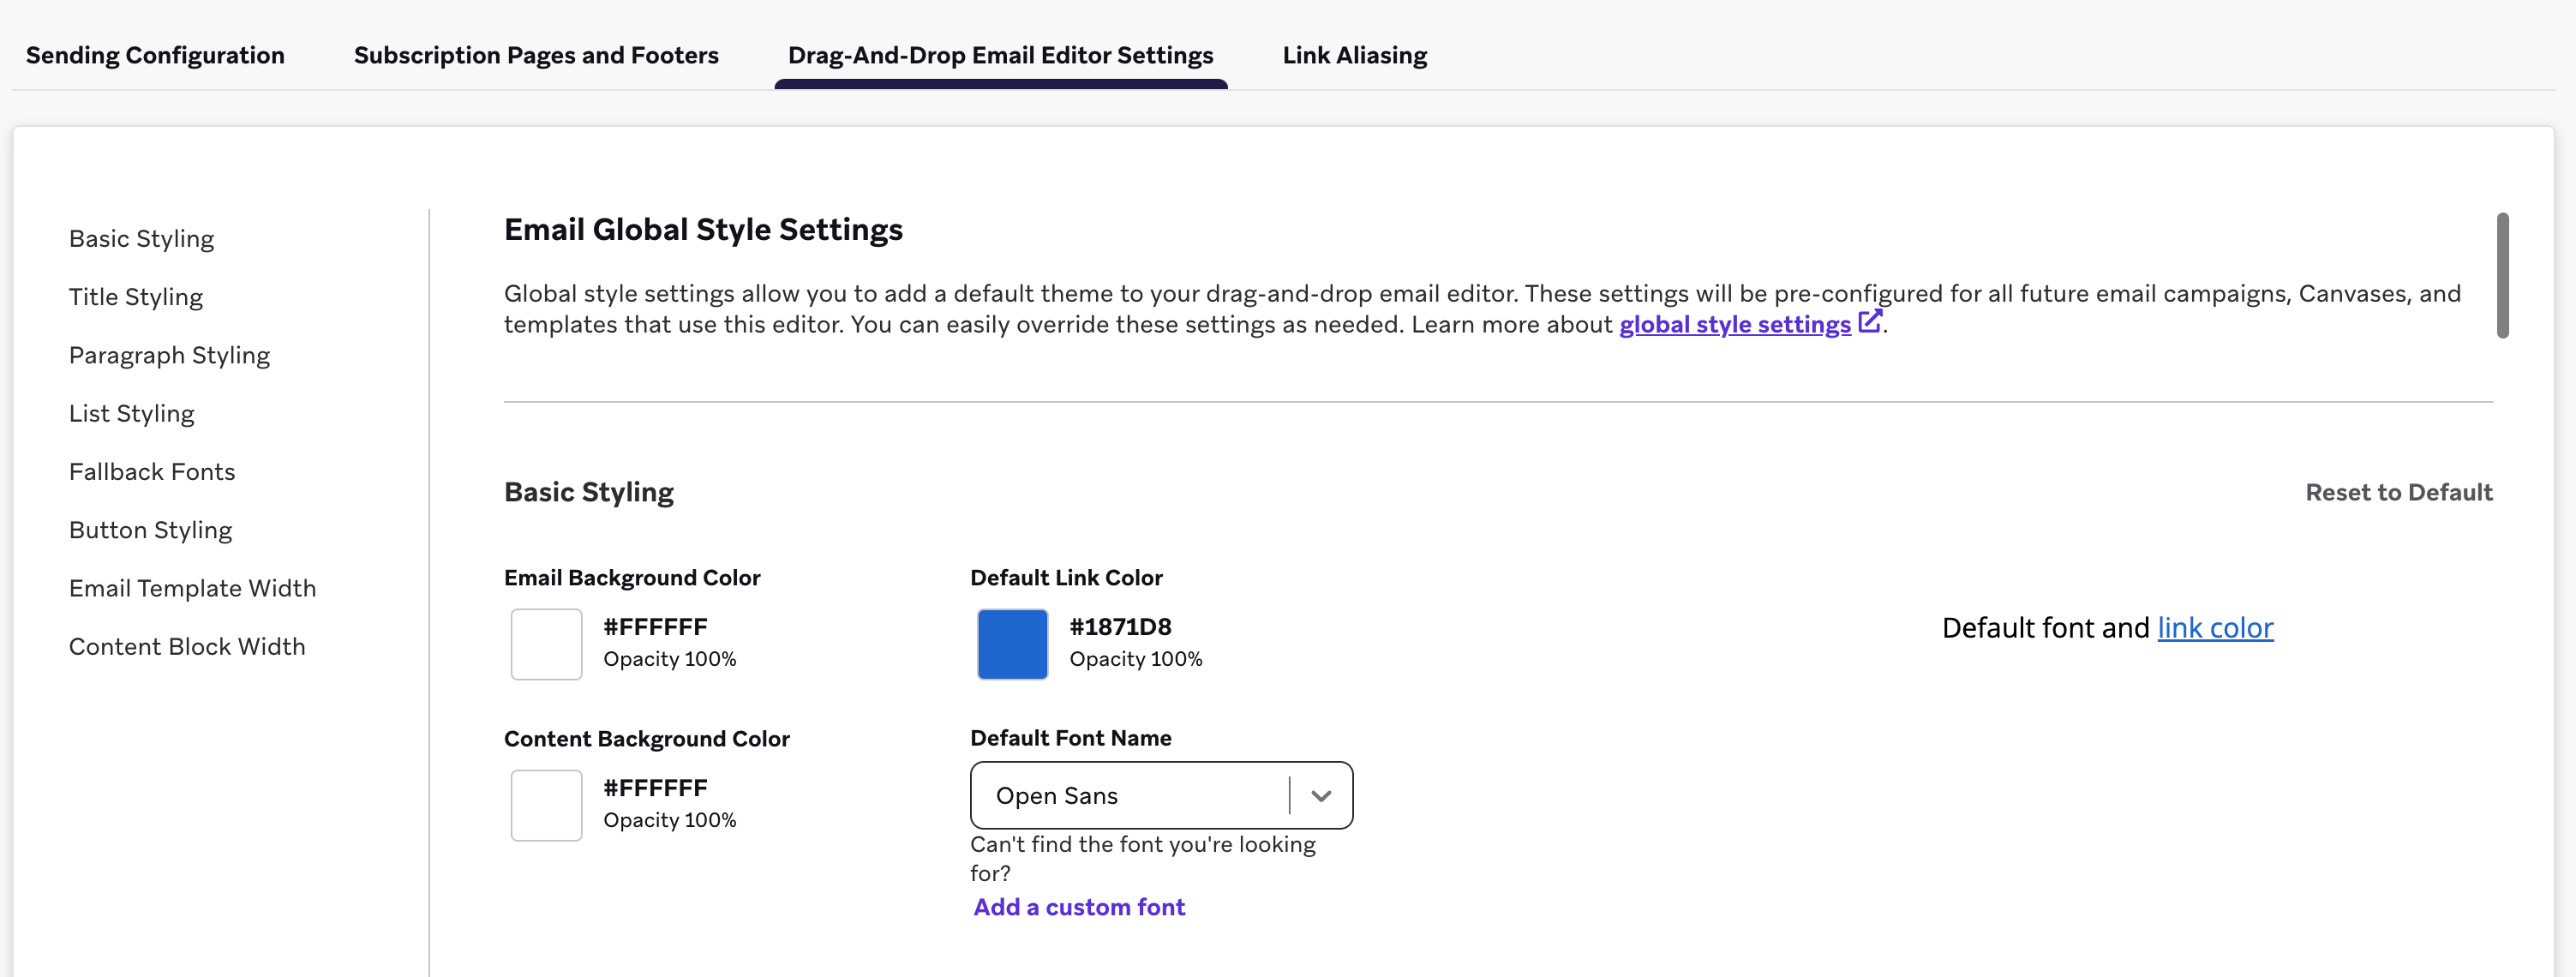 Sending Configuration
Subscription Pages and Footers
Drag-And-Drop Email Editor Settings
Link Aliasing
Basic Styling
Title Styling
Paragraph Styling
List Styling
Fallback Fonts
Button Styling
Email Template Width
Content Block Width
Email Global Style Settings
Global style settings allow you to add a default theme to your drag-and-drop email editor. These settings will be pre-configured for all future email campaigns, Canvases, and
templates that use this editor. You can easily override these settings as needed. Learn more about global style settings.
Basic Styling
Reset to Default
Email Background Color
#FFFFFF
Opacity 100%
Default Link Color
#1871D8
Opacity 100%
Default font and link color
Content Background Color
#FFFFFF
Opacity 100%
Default Font Name
Open Sans
Can't find the font you're looking
for?
Add a custom font